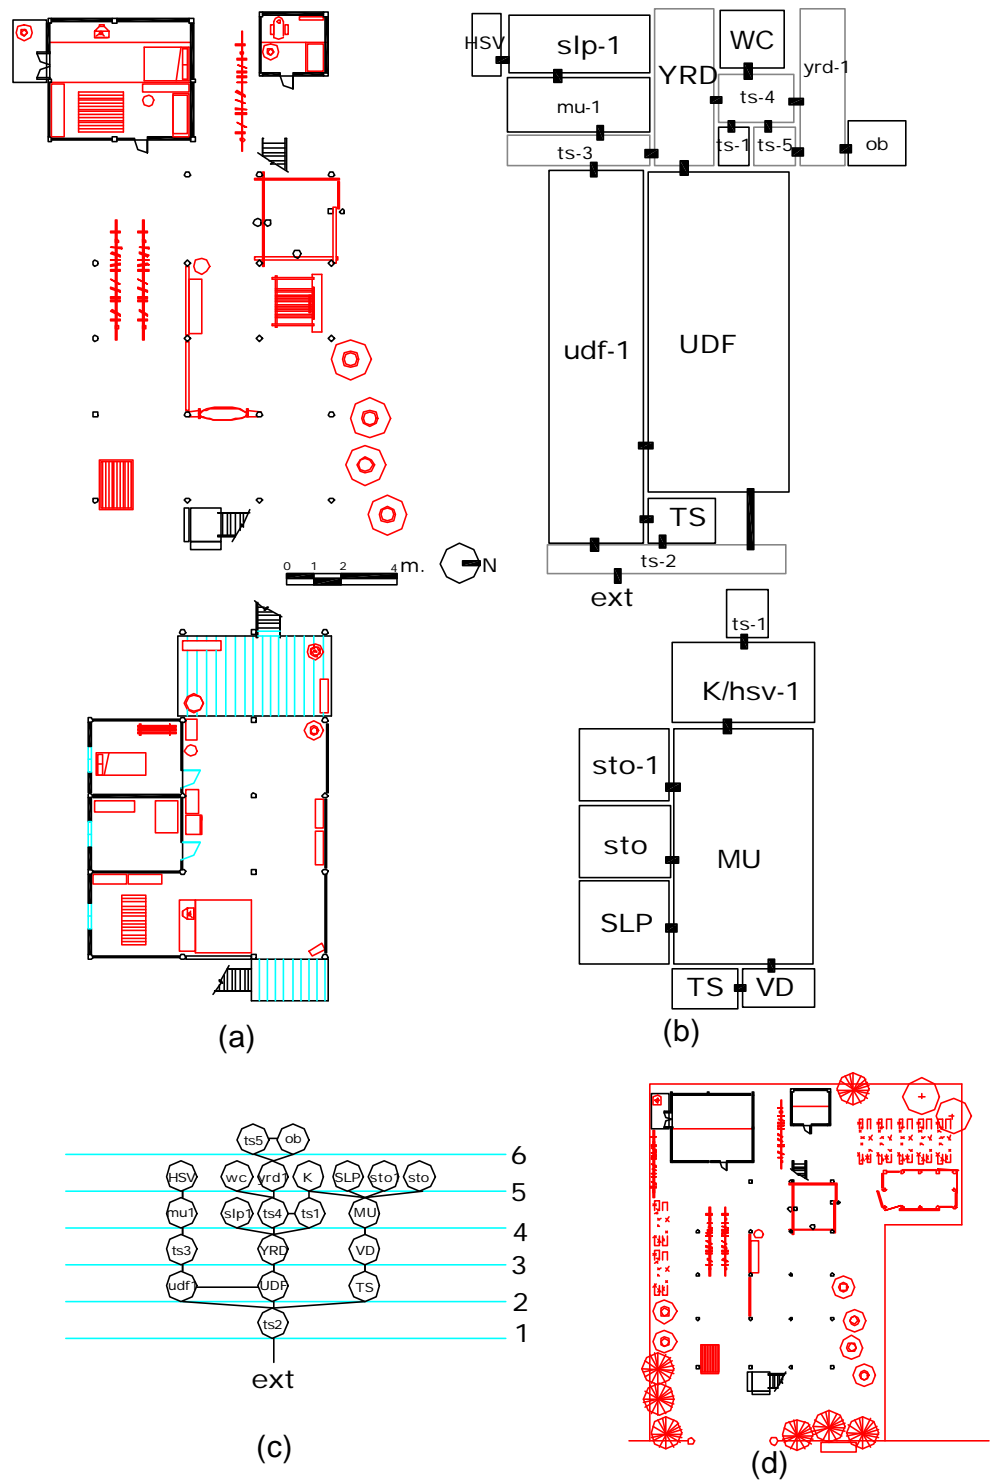 HSV
slp-1
YRD
WC
yrd-1
ts-4
mu-1
ts-3
ts-1
ts-5
ob
udf-1
UDF
TS
ts-2
ext
0 1 2 4 m.
N
ts-1
K/hsv-1
sto-1
sto
MU
SLP
TS
VD
(a)
(b)
ts5 ob
6
HSV wc yrd1 K SLP sto1 sto
5
mu1 slp1 ts4 ts1 MU
4
ts3 YRD VD
3
udf1 UDF TS
2
ts2
1
ext
(c)
(d)